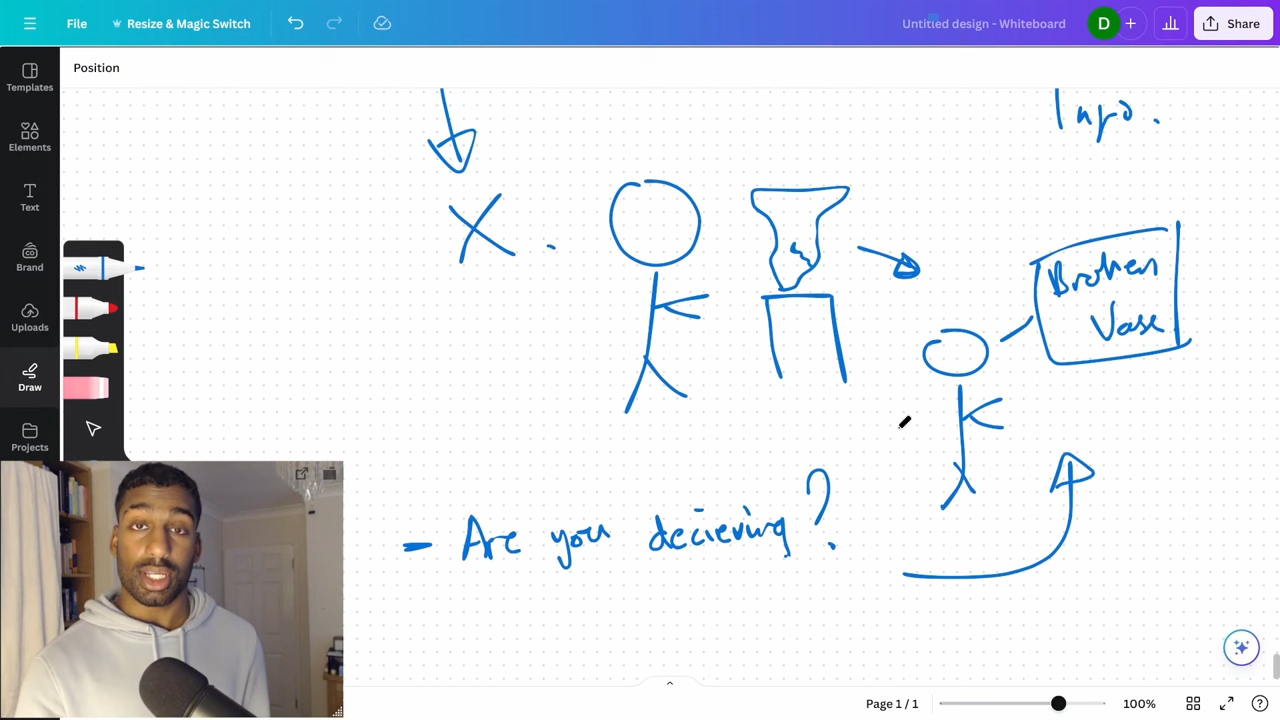 File
Resize & Magic Switch
Untitled design - Whiteboard
D
+
Share
Templates
Position
Elements
Text
Brand
Uploads
Draw
Projects
Info.
X.
Broken
Vase
- Are you decieving?
Page 1 / 1
100%
?